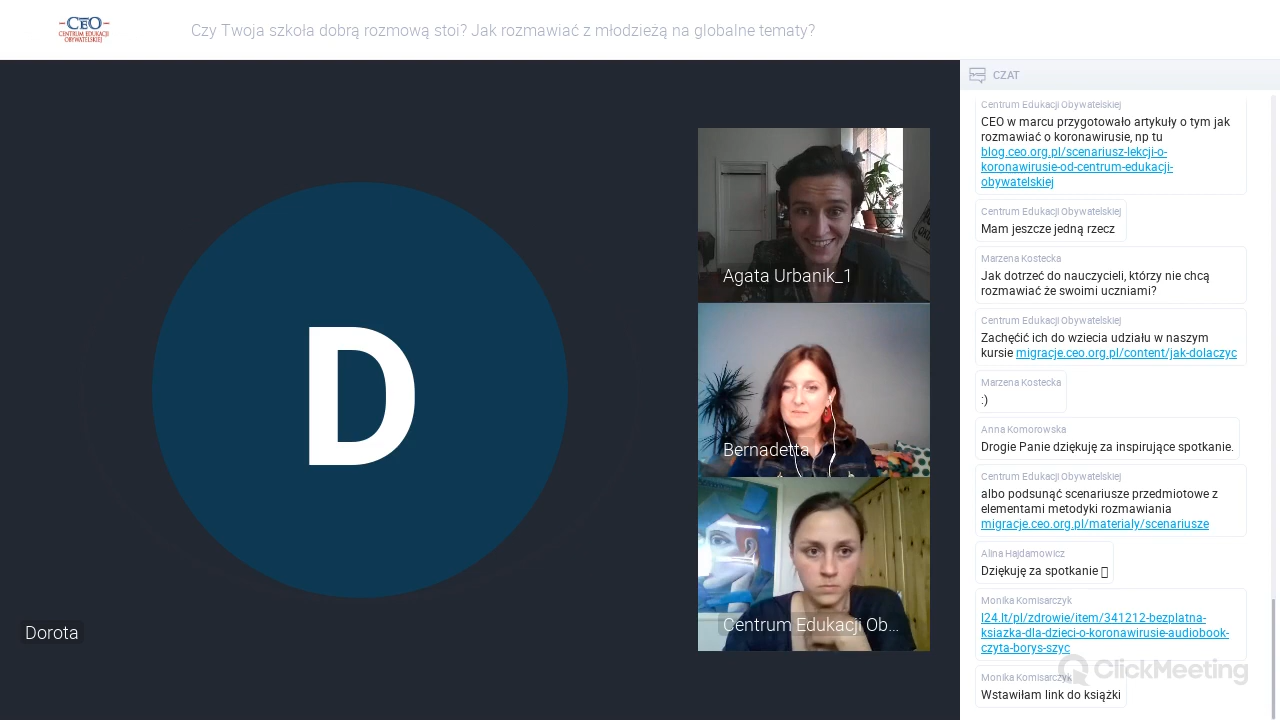 CEO
CENTRUM EDUKACJI
OBYWATELSKIEJ
Czy Twoja szkoła dobrą rozmową stoi? Jak rozmawiać z młodzieżą na globalne tematy?
D
Dorota
Agata Urbanik_1
Bernadetta
Centrum Edukacji Ob...
CZAT
Centrum Edukacji Obywatelskiej
CEO w marcu przygotowało artykuły o tym jak
rozmawiać o koronawirusie, np tu
blog.ceo.org.pl/scenariusz-lekcji-o-
koronawirusie-od-centrum-edukacji-
obywatelskiej
Centrum Edukacji Obywatelskiej
Mam jeszcze jedną rzecz
Marzena Kostecka
Jak dotrzeć do nauczycieli, którzy nie chcą
rozmawiać że swoimi uczniami?
Centrum Edukacji Obywatelskiej
Zachęćić ich do wziecia udziału w naszym
kursie migracje.ceo.org.pl/content/jak-dolaczyc
Marzena Kostecka
:)
Anna Komorowska
Drogie Panie dziękuję za inspirujące spotkanie.
Centrum Edukacji Obywatelskiej
albo podsunąć scenariusze przedmiotowe z
elementami metodyki rozmawiania
migracje.ceo.org.pl/materialy/scenariusze
Alina Hajdamowicz
Dziękuję za spotkanie
Monika Komisarczyk
l24.lt/pl/zdrowie/item/341212-bezplatna-
ksiazka-dla-dzieci-o-koronawirusie-audiobook-
czyta-borys-szyc
ClickMeeting
Monika Komisarczyk
Wstawiłam link do książki